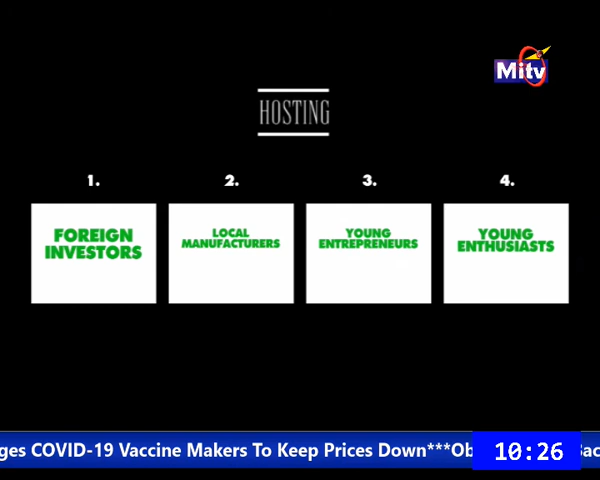 Mitv
HOSTING
1.
2.
3.
4.
FOREIGN
INVESTORS
LOCAL
MANUFACTURERS
YOUNG
ENTREPRENEURS
YOUNG
ENTHUSIASTS
ges COVID-19 Vaccine Makers To Keep Prices Down***Ob
10:26